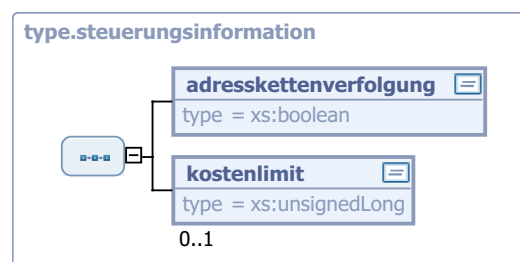 type.steuerungsinformation
adresskettenverfolgung
type = xs:boolean
kostenlimit
type = xs:unsignedLong
0..1